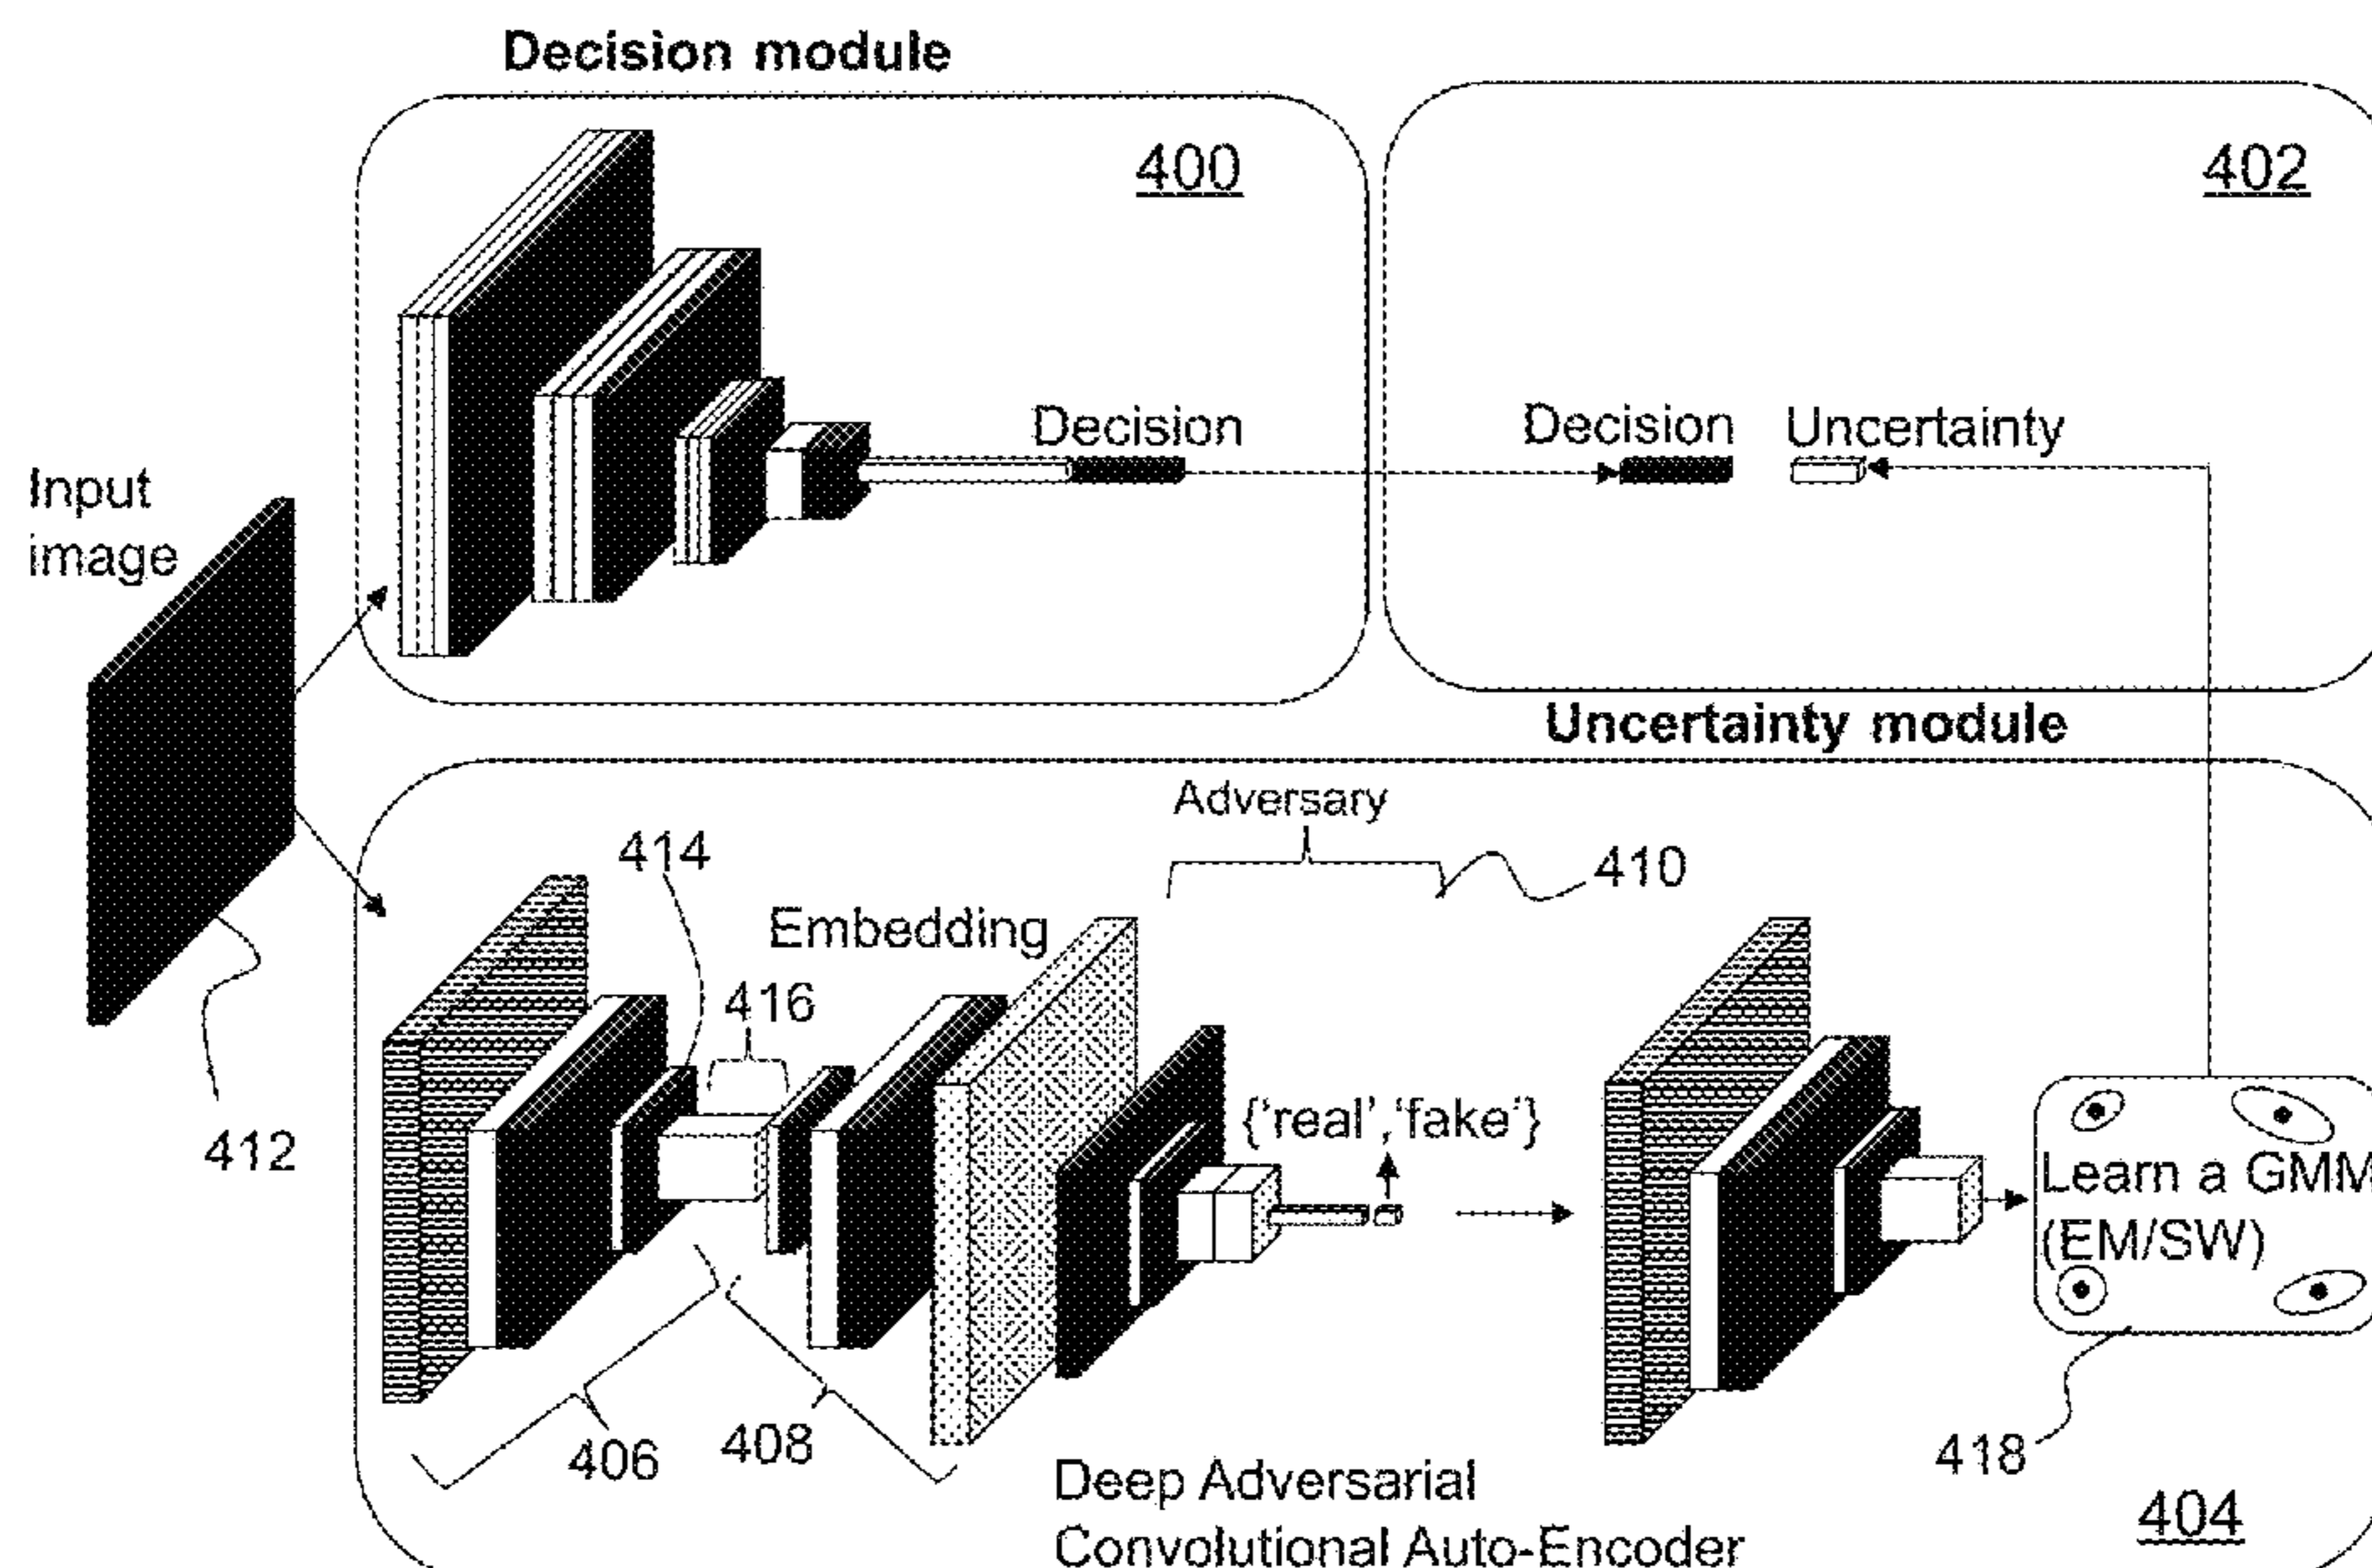 Decision module
400
402
Decision
Decision
Uncertainty
Input
image
Uncertainty module
Adversary
414
410
Embedding
416
412
{‘real’,‘fake’}
Learn a GMM
(EM/SW)
406
408
418
Deep Adversarial
Convolutional Auto-Encoder
404